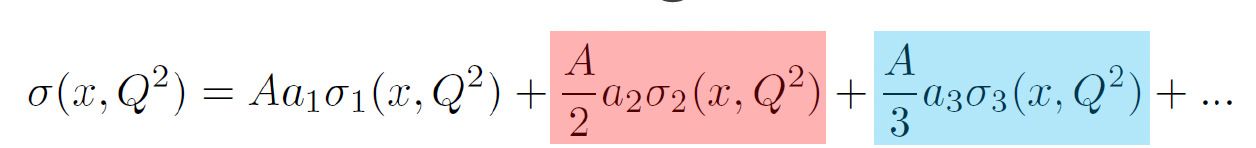 σ(x, Q²) = Aa₁σ₁(x, Q²) + A/2 a₂σ₂(x, Q²) + A/3 a₃σ₃(x, Q²) + ...